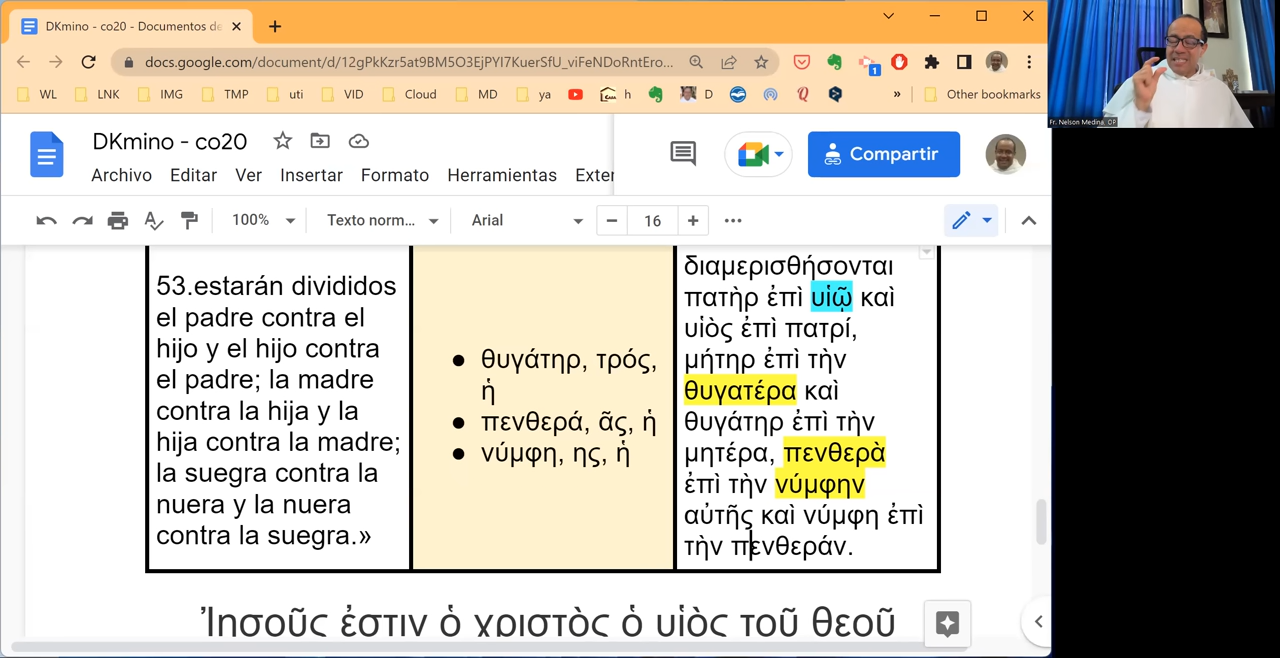 DKmino - co20 - Documentos de
docs.google.com/document/d/12gPkKzr5at9BM5O3EjPYI7KuerSfU_viFeNDoRntEro...
1
WL LNK IMG TMP uti VID Cloud MD ya h D » Other bookmarks
Fr. Nelson Medina, OP
DKmino - co20
Compartir
Archivo Editar Ver Insertar Formato Herramientas Exter
100% Texto norm... Arial 16
53.estarán divididos
el padre contra el
hijo y el hijo contra
el padre; la madre
contra la hija y la
hija contra la madre;
la suegra contra la
nuera y la nuera
contra la suegra.»
● θυγάτηρ, τρός,
ἡ
● πενθερά, ᾶς, ἡ
● νύμφη, ης, ἡ
διαμερισθήσονται
πατὴρ ἐπὶ υἱῷ καὶ
υἱὸς ἐπὶ πατρί,
μήτηρ ἐπὶ τὴν
θυγατέρα καὶ
θυγάτηρ ἐπὶ τὴν
μητέρα, πενθερὰ
ἐπὶ τὴν νύμφην
αὐτῆς καὶ νύμφη ἐπὶ
τὴν πενθεράν.
Ἰησοῦς ἐστιν ὁ χριστὸς ὁ υἱὸς τοῦ θεοῦ